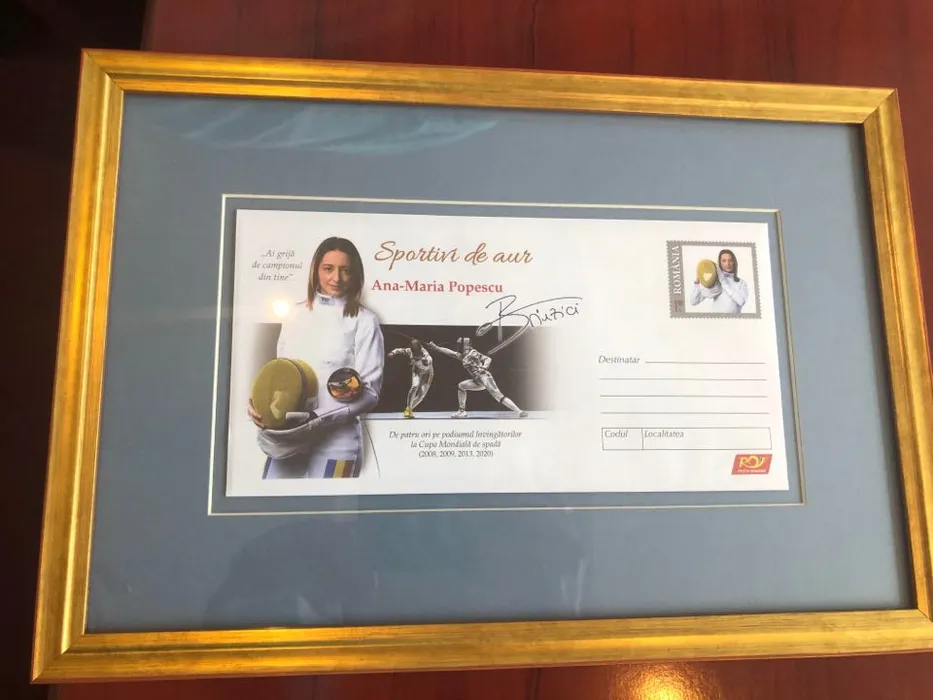 „Ai grijă
de campionul
din tine”
Sportivi de aur
Ana-Maria Popescu
De patru ori pe podiumul învingătorilor
la Cupa Mondială de spadă
(2008, 2009, 2013, 2020)
ROMÂNIA
Destinatar
Codul
Localitatea